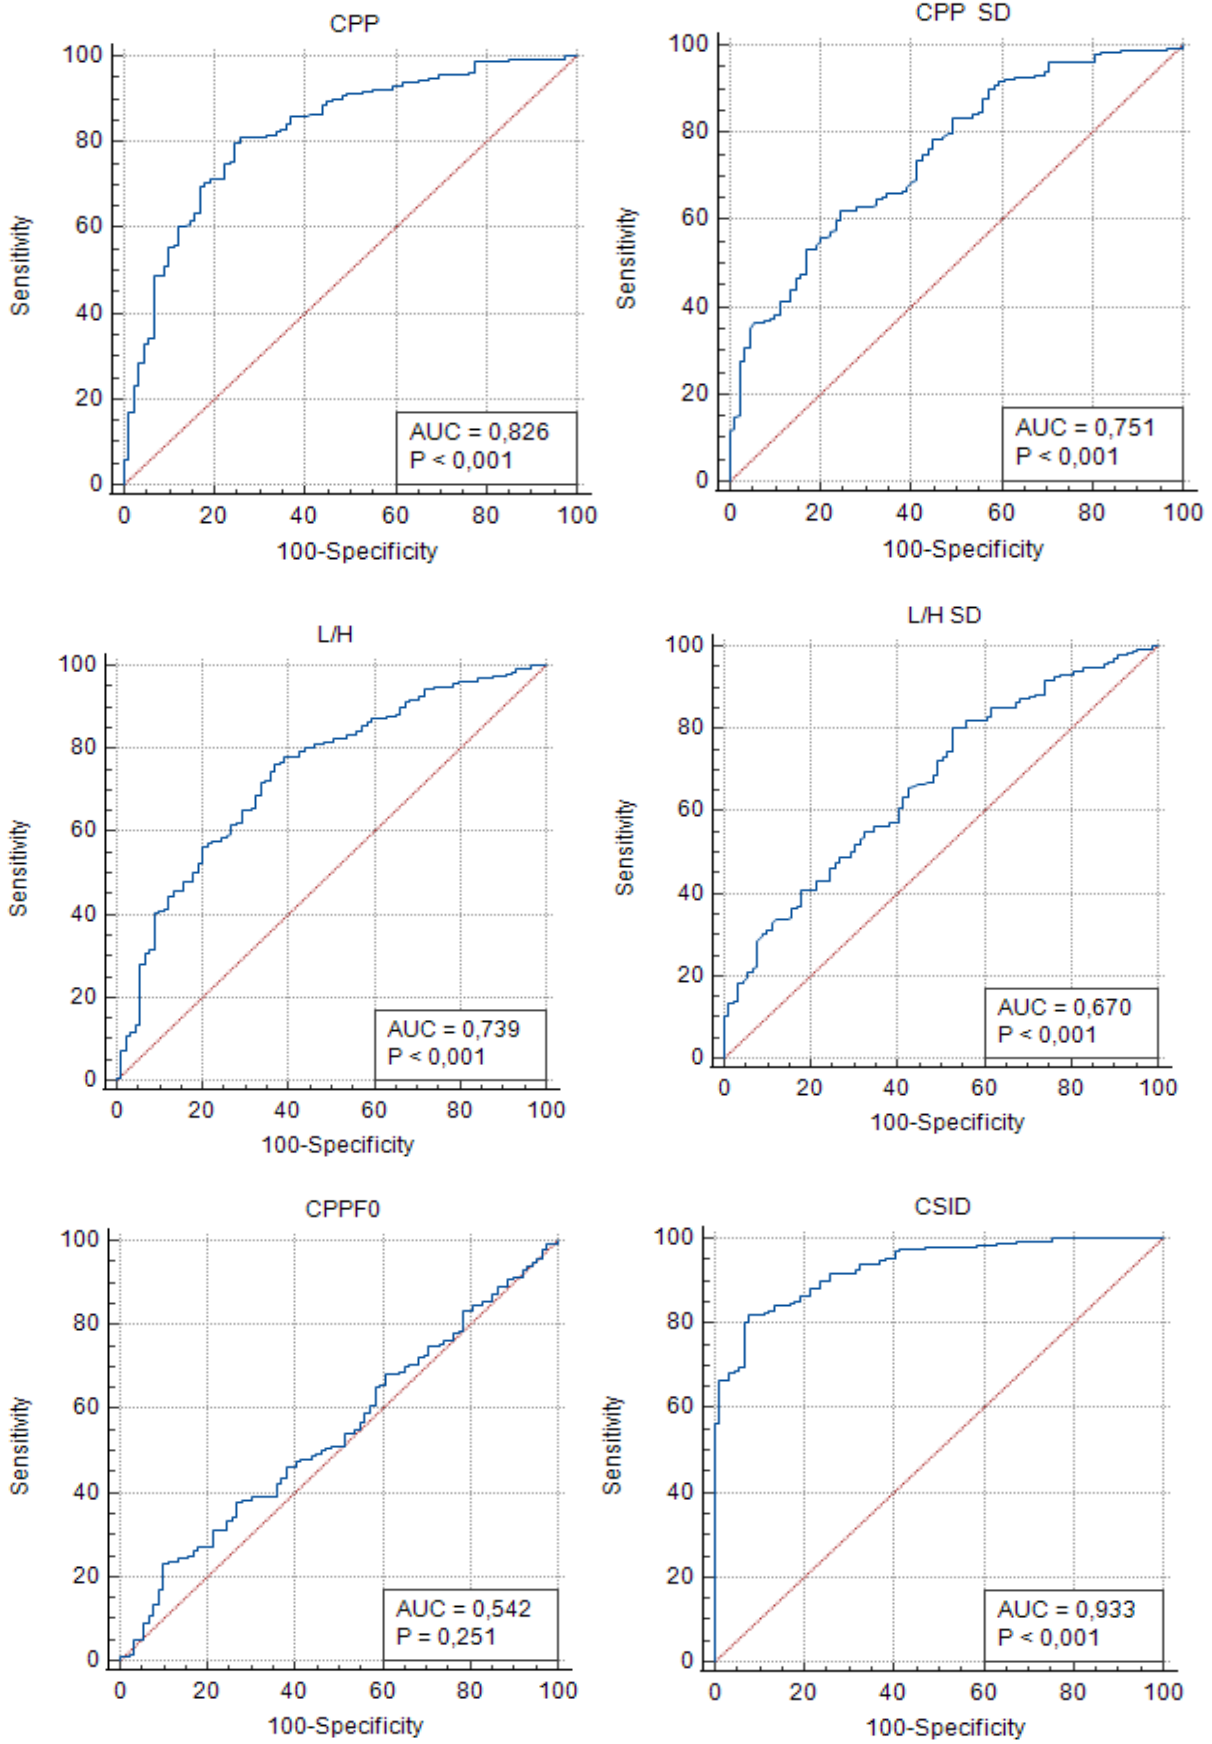 CPP
100
80
60
40
20
0
Sensitivity
AUC = 0,826
P < 0,001
0 20 40 60 80 100
100-Specificity
CPP SD
100
80
60
40
20
0
Sensitivity
AUC = 0,751
P < 0,001
0 20 40 60 80 100
100-Specificity
L/H
100
80
60
40
20
0
Sensitivity
AUC = 0,739
P < 0,001
0 20 40 60 80 100
100-Specificity
L/H SD
100
80
60
40
20
0
Sensitivity
AUC = 0,670
P < 0,001
0 20 40 60 80 100
100-Specificity
CPPF0
100
80
60
40
20
0
Sensitivity
AUC = 0,542
P = 0,251
0 20 40 60 80 100
100-Specificity
CSID
100
80
60
40
20
0
Sensitivity
AUC = 0,933
P < 0,001
0 20 40 60 80 100
100-Specificity